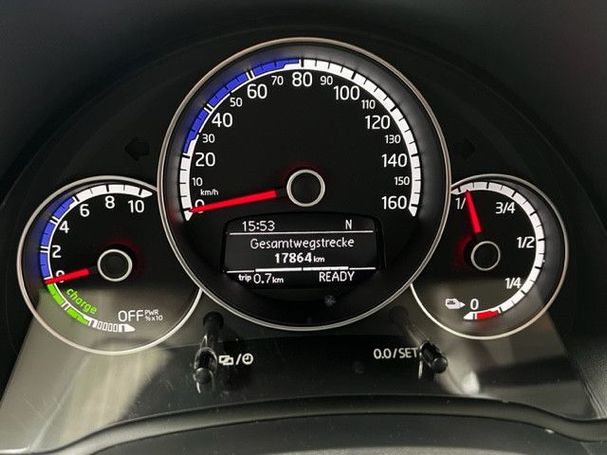 0 2 4 6 8 10
charge
OFF PWR % x10
0 10 20 30 40 50 60 70 80 90 100 110 120 130 140 150 160
km/h
15:53 N
Gesamtwegstrecke
17864 km
trip 0.7 km READY
1/1 3/4 1/2 1/4 0
0.0/SET